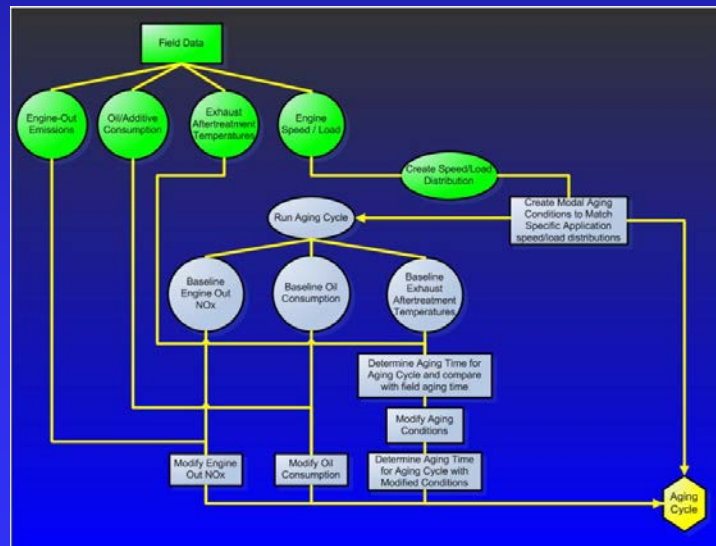 Field Data
Engine-Out
Emissions
Oil/Additive
Consumption
Exhaust
Aftertreatment
Temperatures
Engine
Speed / Load
Create Speed/Load
Distribution
Create Modal Aging
Conditions to Match
Specific Application
speed/load distributions
Run Aging Cycle
Baseline
Engine Out
NOx
Baseline Oil
Consumption
Baseline
Exhaust
Aftertreatment
Temperatures
Determine Aging Time for
Aging Cycle and compare
with field aging time
Modify Aging
Conditions
Modify Engine
Out NOx
Modify Oil
Consumption
Determine Aging Time
for Aging Cycle with
Modified Conditions
Aging
Cycle